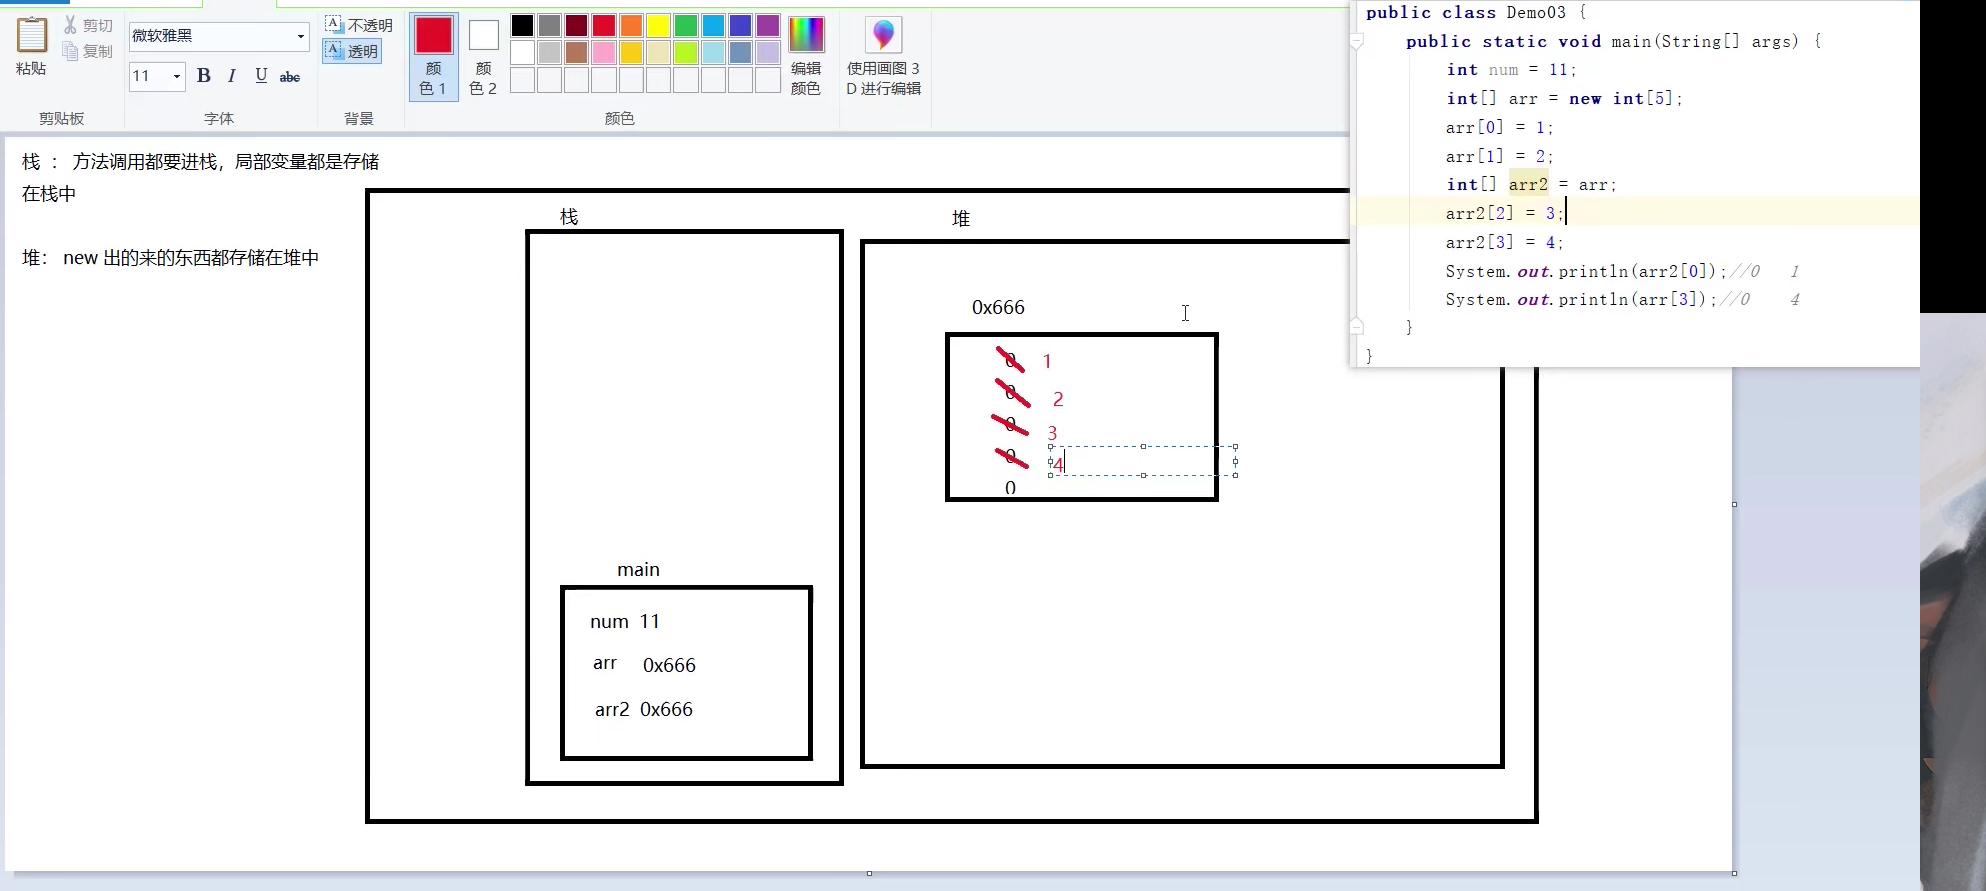 粘贴
剪切
复制
剪贴板
微软雅黑
11
B I U abc
字体
A 不透明
A 透明
背景
颜
色 1
颜
色 2
编辑
颜色
颜色
使用画图 3
D 进行编辑
public class Demo03 {
public static void main(String[] args) {
int num = 11;
int[] arr = new int[5];
arr[0] = 1;
arr[1] = 2;
int[] arr2 = arr;
arr2[2] = 3;
arr2[3] = 4;
System.out.println(arr2[0]);//0 1
System.out.println(arr[3]);//0 4
}
}
栈 ： 方法调用都要进栈，局部变量都是存储
在栈中
堆： new 出的来的东西都存储在堆中
栈
堆
0x666
0 1
0 2
0 3
0 4
0
main
num 11
arr 0x666
arr2 0x666